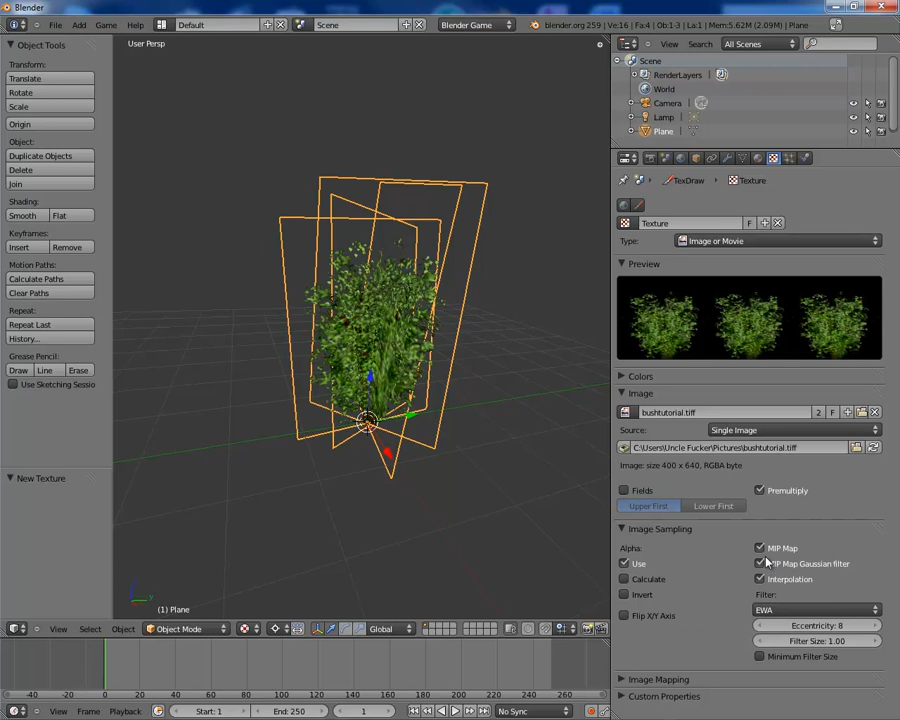 Blender
File Add Game Help Default Scene Blender Game blender.org 259 | Ve:16 | Fa:4 | Ob:1-3 | La:1 | Mem:5.62M (2.09M) | Plane
Object Tools
Transform:
Translate
Rotate
Scale
Origin
Object:
Duplicate Objects
Delete
Join
Shading:
Smooth Flat
Keyframes:
Insert Remove
Motion Paths:
Calculate Paths
Clear Paths
Repeat:
Repeat Last
History...
Grease Pencil:
Draw Line Erase
Use Sketching Sessio
New Texture
User Persp
(1) Plane
View Select Object Object Mode Global
-40 -20 0 20 40 60 80 100 120 140 160 180 200 220 240 260
View Frame Playback Start: 1 End: 250 1 No Sync
View Search All Scenes
Scene
RenderLayers
World
Camera
Lamp
Plane
TexDraw Texture
Texture F
Type: Image or Movie
Preview
Colors
Image
bushtutorial.tiff 2 F
Source: Single Image
C:\Users\Uncle Fucker\Pictures\bushtutorial.tiff
Image: size 400 x 640, RGBA byte
Fields Premultiply
Upper First Lower First
Image Sampling
Alpha: MIP Map
Use MIP Map Gaussian filter
Calculate Interpolation
Invert Filter:
EWA
Flip X/Y Axis
Eccentricity: 8
Filter Size: 1.00
Minimum Filter Size
Image Mapping
Custom Properties